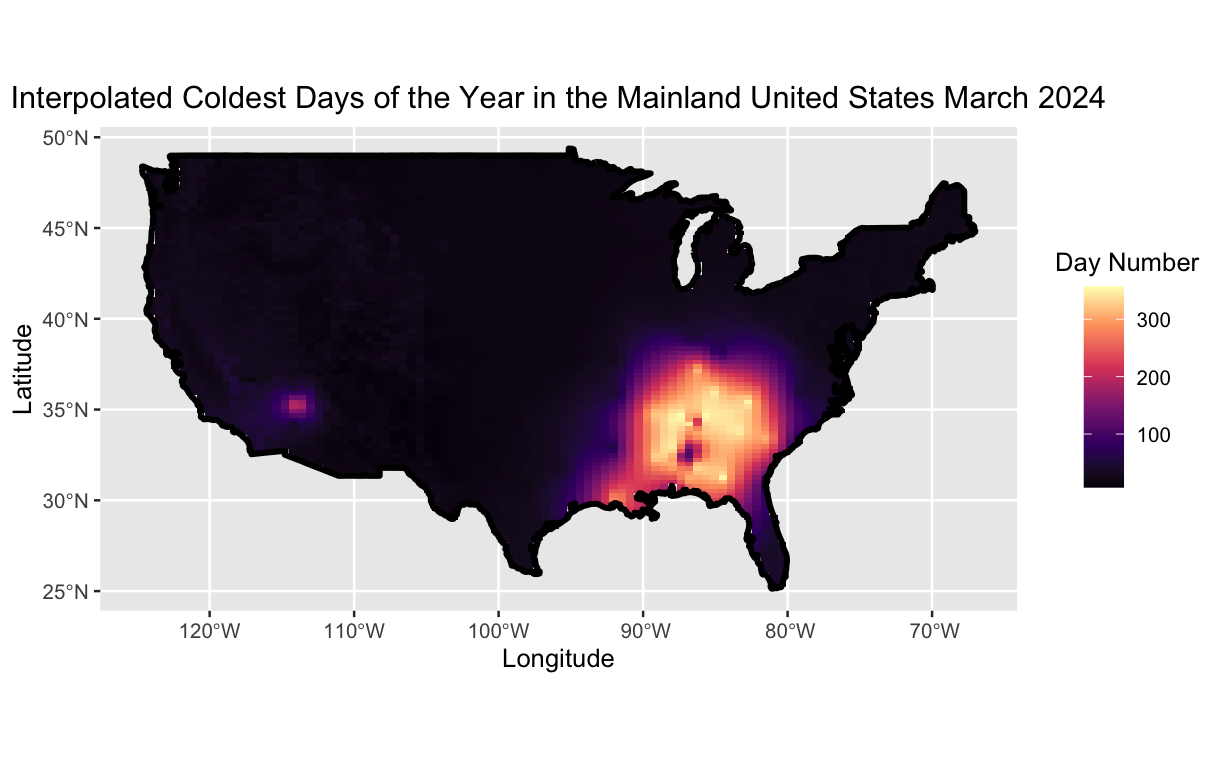 Interpolated Coldest Days of the Year in the Mainland United States March 2024
50°N
45°N
40°N
35°N
30°N
25°N
Latitude
120°W 110°W 100°W 90°W 80°W 70°W
Longitude
Day Number
300
200
100